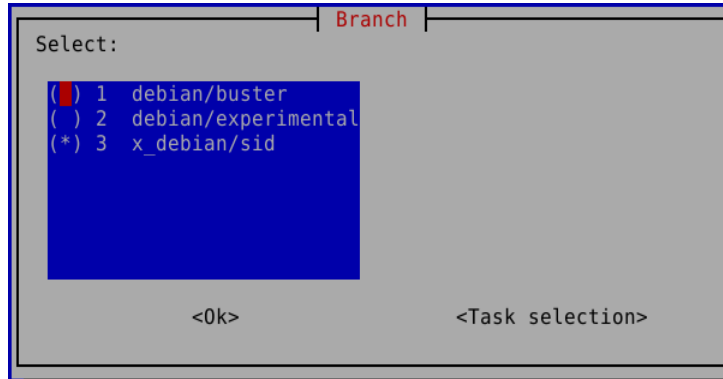 Branch
Select:
( ) 1 debian/buster
( ) 2 debian/experimental
(*) 3 x_debian/sid
<Ok> <Task selection>